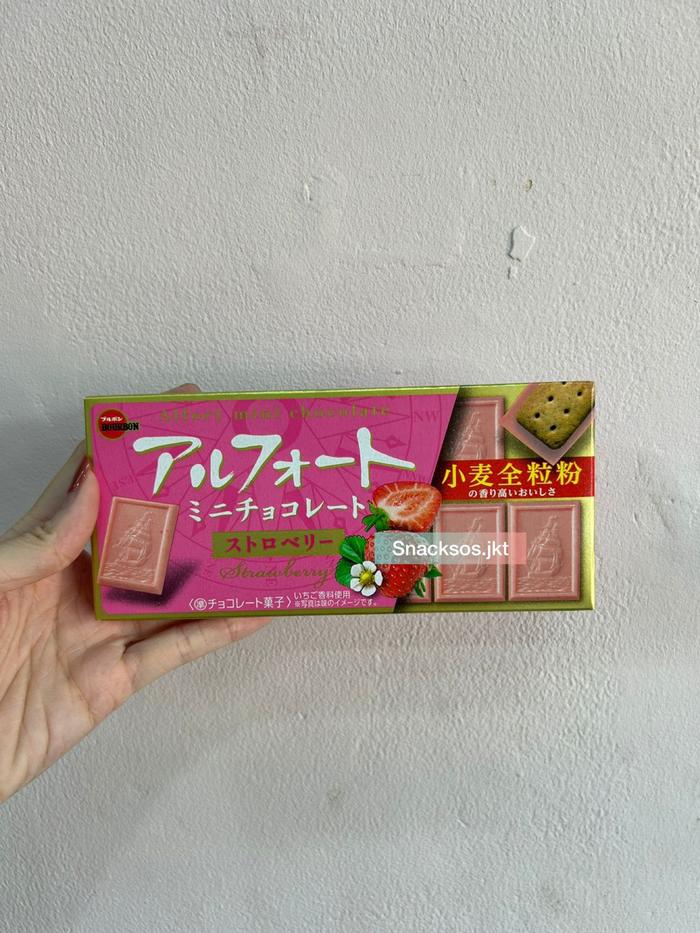 Alfort mini chocolate
NW
ブルボン
BOURBON
アルフォート
ミニチョコレート
ストロベリー
Strawberry
〈準チョコレート菓子〉
いちご香料使用
※写真は味のイメージです。
小麦全粒粉
の香り高いおいしさ
Snacksos.jkt